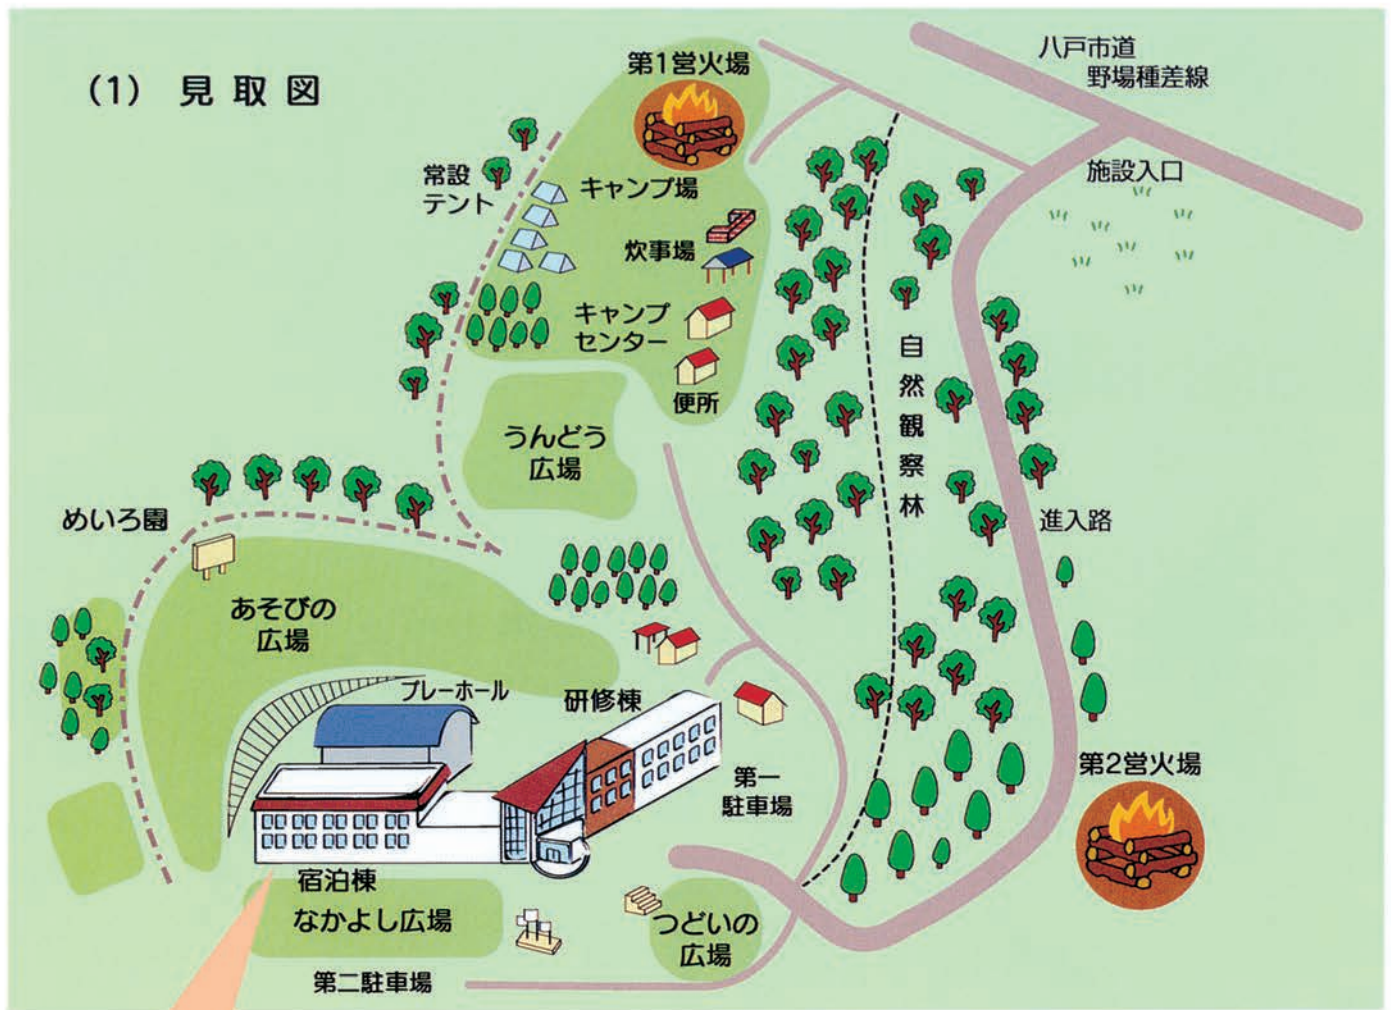 (1) 見取図
第1営火場
八戸市道
野場種差線
常設
テント
キャンプ場
施設入口
炊事場
キャンプ
センター
自然観察林
便所
うんどう
広場
めいろ園
進入路
あそびの
広場
プレーホール
研修棟
第一
駐車場
第2営火場
宿泊棟
なかよし広場
つどいの
広場
第二駐車場